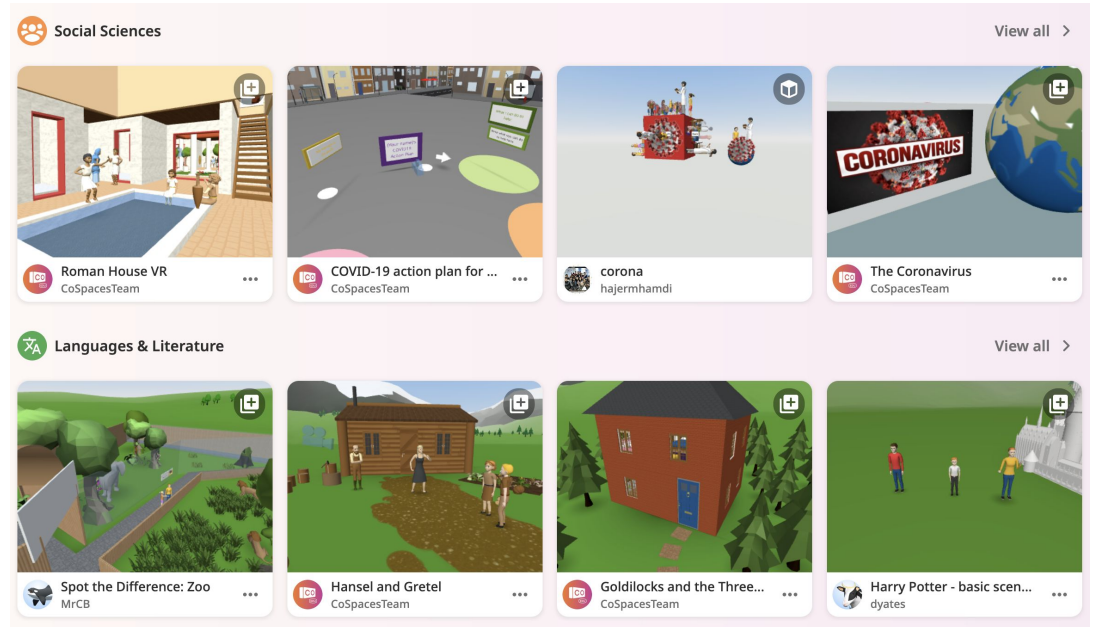 Social Sciences
View all
CORONAVIRUS
Roman House VR
CoSpacesTeam
COVID-19 action plan for ...
CoSpacesTeam
corona
hajermhamdi
The Coronavirus
CoSpacesTeam
Languages & Literature
View all
Spot the Difference: Zoo
MrCB
Hansel and Gretel
CoSpacesTeam
Goldilocks and the Three...
CoSpacesTeam
Harry Potter - basic scen...
dyates